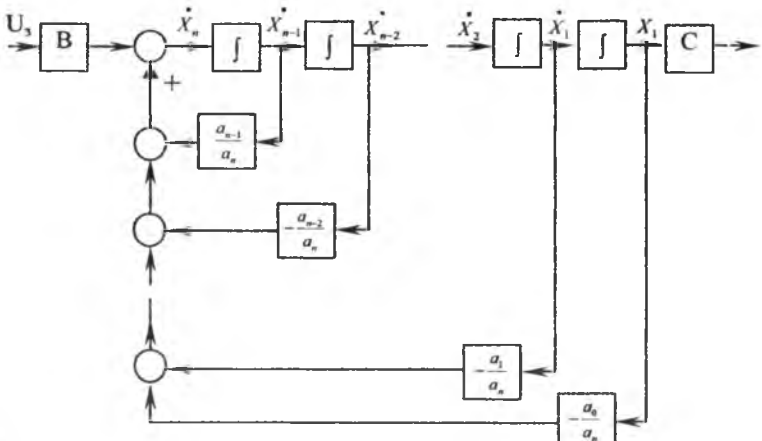 U₃ B Ẋₙ ∫ Ẋₙ₋₁ ∫ Ẋₙ₋₂ Ẋ₂ ∫ Ẋ₁ ∫ X₁ C
+
aₙ₋₁/aₙ
-aₙ₋₂/aₙ
-a₁/aₙ
-a₀/aₙ